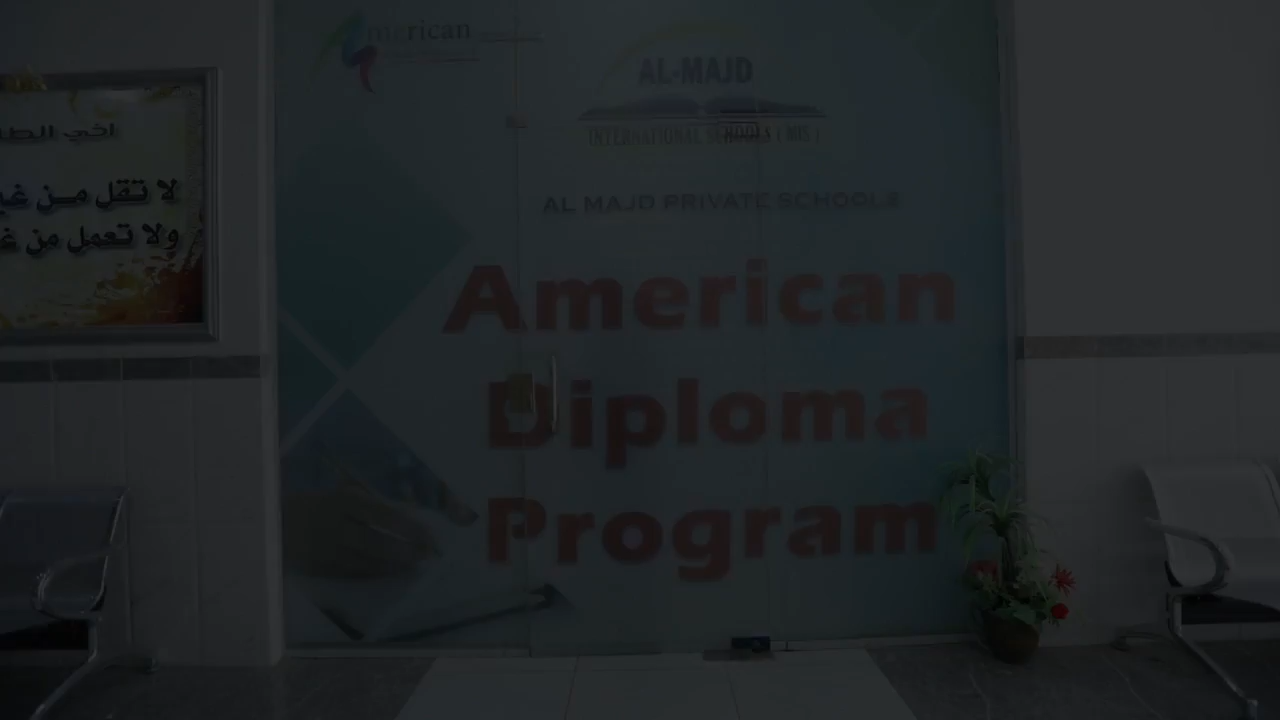 merican
AL-MAJD
INTERNATIONAL SCHOOLS ( MIS )
AL MAJD PRIVATE SCHOOLS
American
Diploma
Program
اخي
لا تقل من
ولا تعمل من